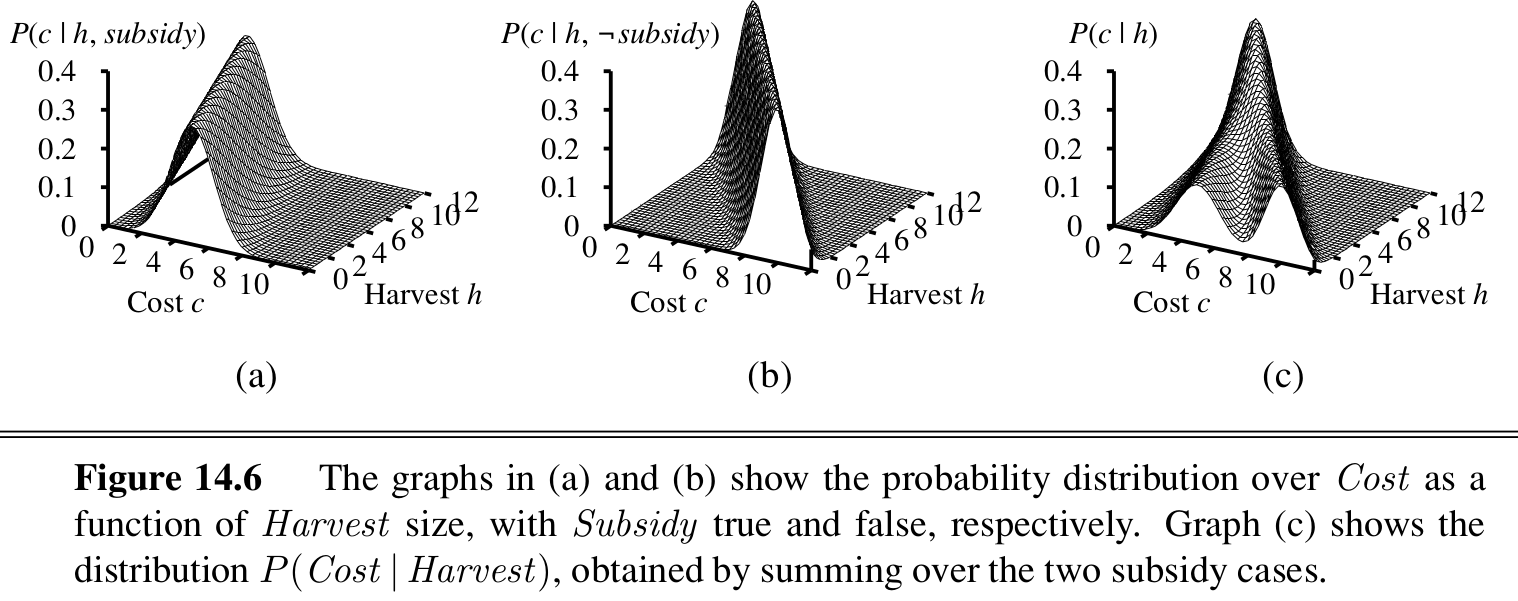 P(c | h, subsidy)
0.4
0.3
0.2
0.1
0
0 2 4 6 8 10
0 2 4 6 8 10 12
Cost c
Harvest h
(a)
P(c | h, ¬subsidy)
0.4
0.3
0.2
0.1
0
0 2 4 6 8 10
0 2 4 6 8 10 12
Cost c
Harvest h
(b)
P(c | h)
0.4
0.3
0.2
0.1
0
0 2 4 6 8 10
0 2 4 6 8 10 12
Cost c
Harvest h
(c)
Figure 14.6 The graphs in (a) and (b) show the probability distribution over Cost as a
function of Harvest size, with Subsidy true and false, respectively. Graph (c) shows the
distribution P(Cost | Harvest), obtained by summing over the two subsidy cases.